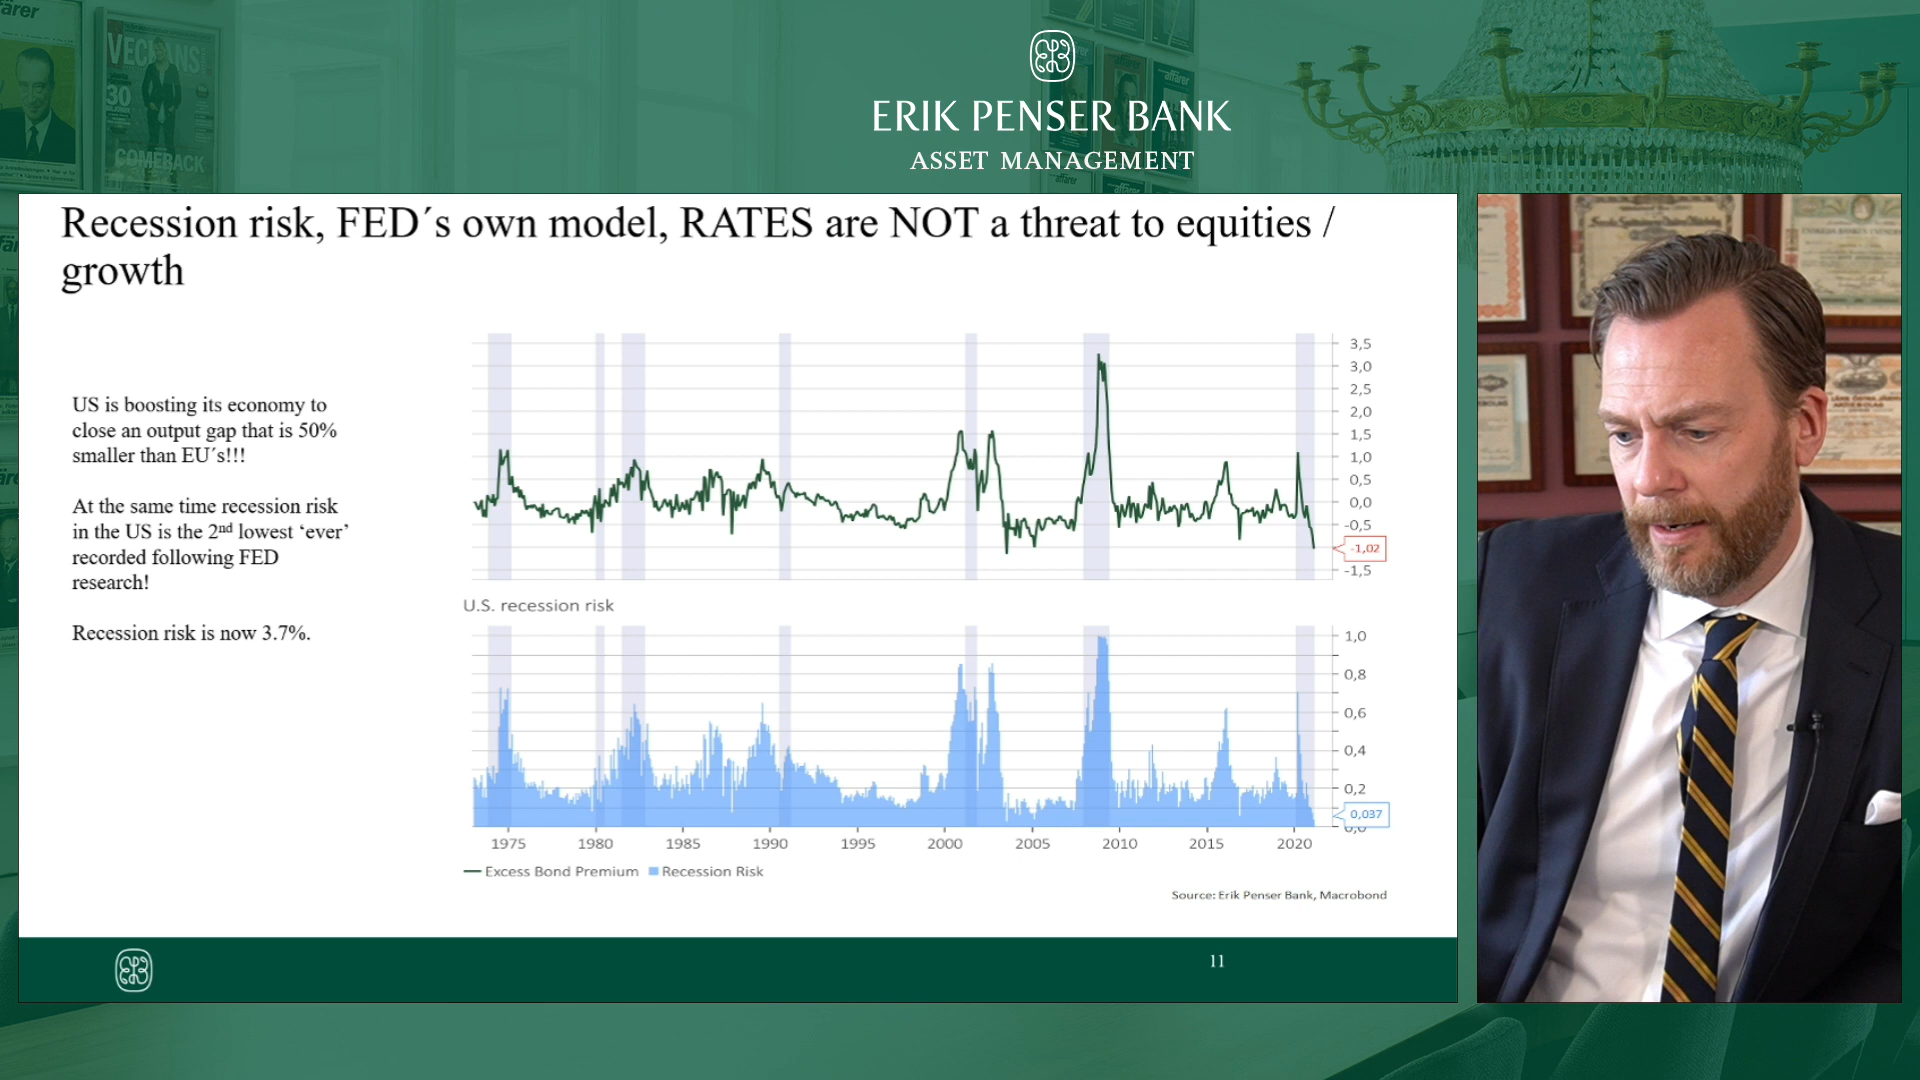 VECKANS
30
COMEBACK
affärer
ERIK PENSER BANK
ASSET MANAGEMENT
Recession risk, FED´s own model, RATES are NOT a threat to equities /
growth
US is boosting its economy to
close an output gap that is 50%
smaller than EU´s!!!
At the same time recession risk
in the US is the 2nd lowest ‘ever’
recorded following FED
research!
Recession risk is now 3.7%.
3,5
3,0
2,5
2,0
1,5
1,0
0,5
0,0
-0,5
-1,02
-1,5
U.S. recession risk
1,0
0,8
0,6
0,4
0,2
0,037
0,0
1975 1980 1985 1990 1995 2000 2005 2010 2015 2020
Excess Bond Premium Recession Risk
Source: Erik Penser Bank, Macrobond
11